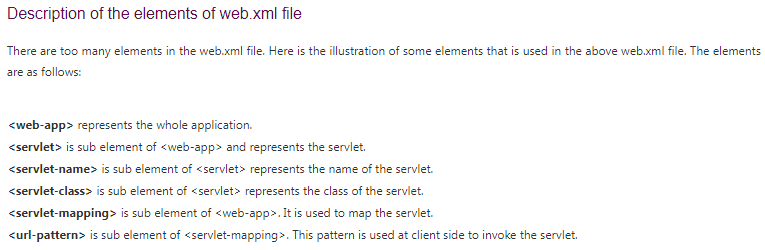 Description of the elements of web.xml file
There are too many elements in the web.xml file. Here is the illustration of some elements that is used in the above web.xml file. The elements
are as follows:
<web-app> represents the whole application.
<servlet> is sub element of <web-app> and represents the servlet.
<servlet-name> is sub element of <servlet> represents the name of the servlet.
<servlet-class> is sub element of <servlet> represents the class of the servlet.
<servlet-mapping> is sub element of <web-app>. It is used to map the servlet.
<url-pattern> is sub element of <servlet-mapping>. This pattern is used at client side to invoke the servlet.